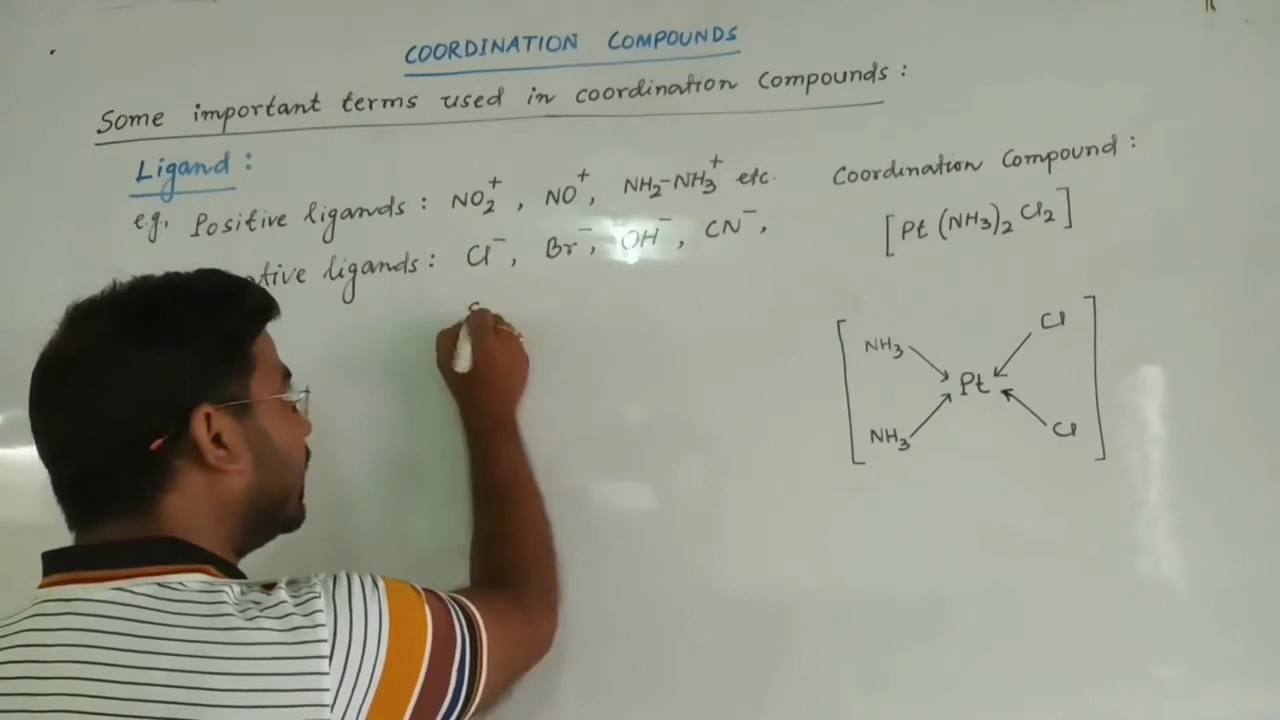 COORDINATION COMPOUNDS
Some important terms used in coordination Compounds :
Ligand :
e.g. Positive ligands : NO₂⁺, NO⁺, NH₂-NH₃⁺ etc.
ligands : Cl⁻, Br⁻, OH⁻, CN⁻,
Coordination Compound :
[Pt (NH₃)₂ Cl₂]
NH₃ Cl
Pt
NH₃ Cl